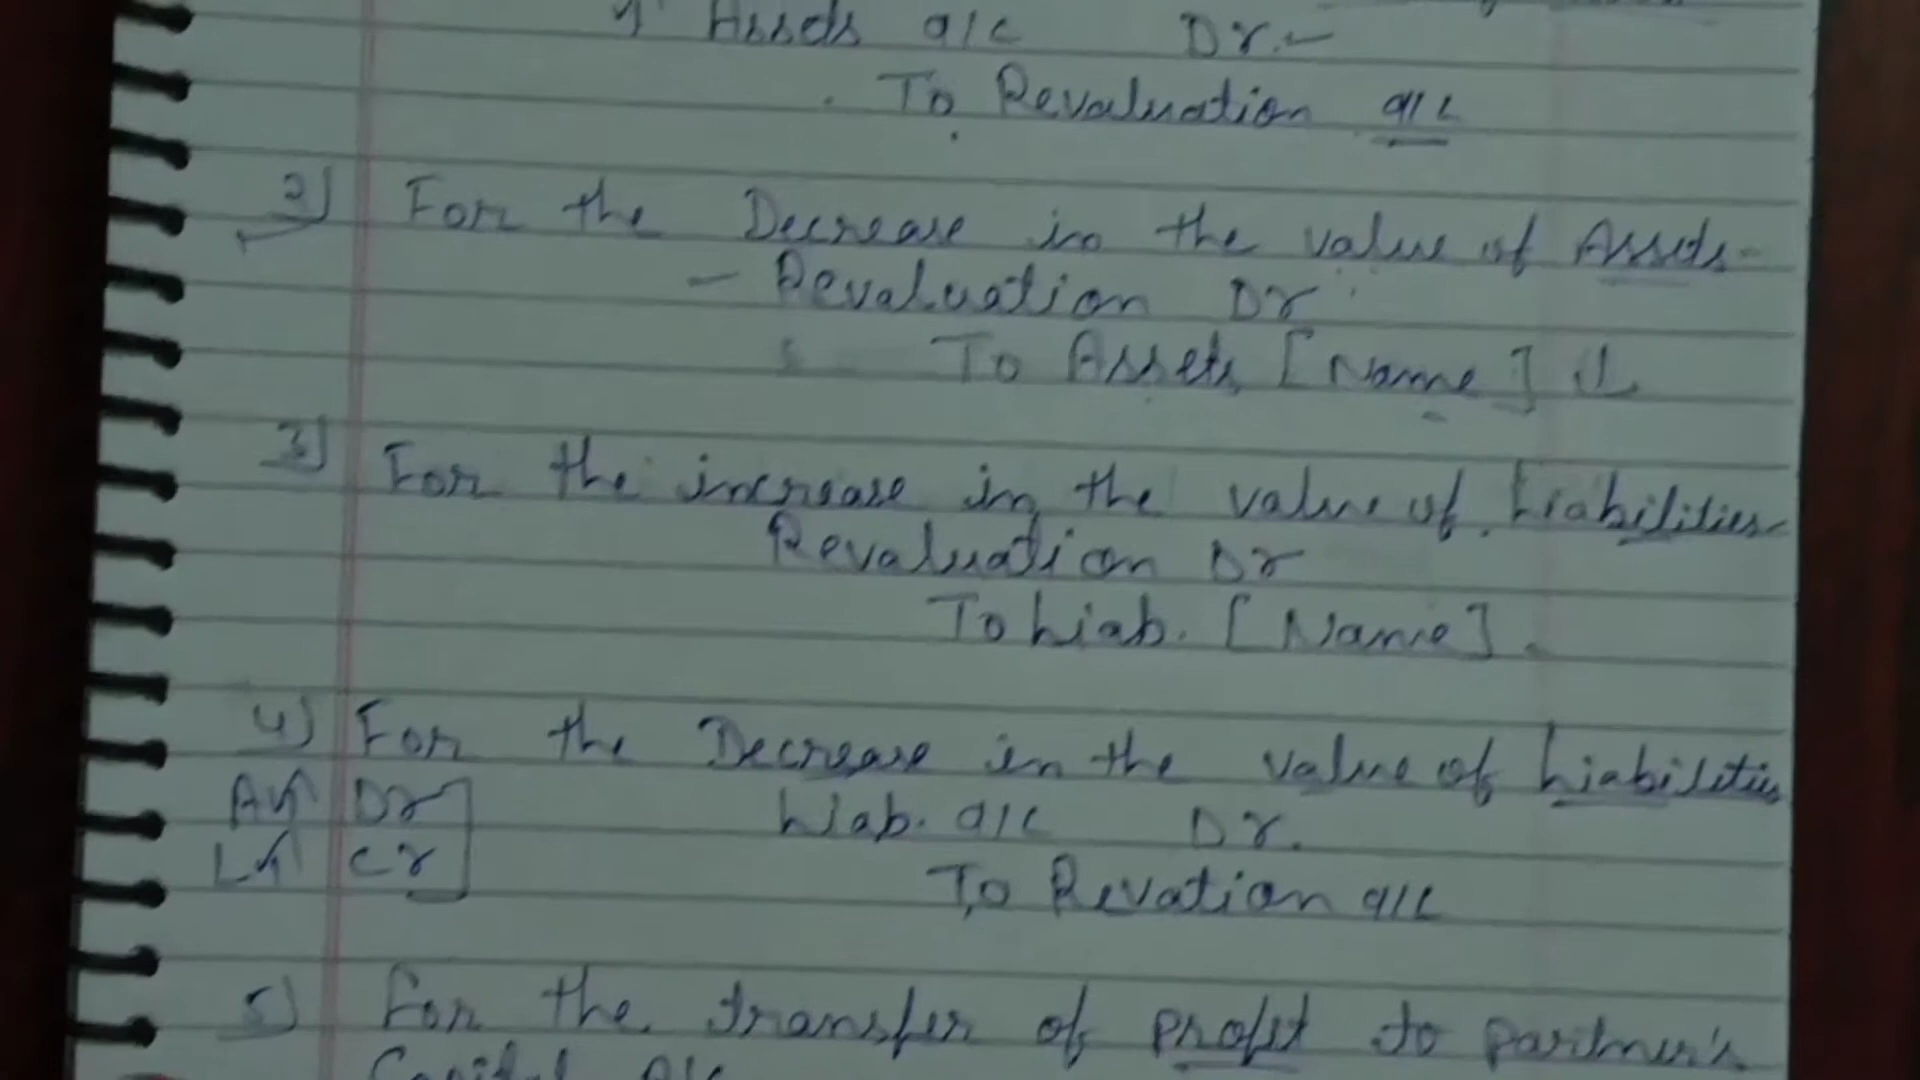 Assets a/c Dr.-
To Revaluation a/c
2) For the Decrease in the value of Assets-
- Revaluation Dr
To Assets [Name]
3) For the increase in the value of Liabilities-
Revaluation Dr
To Liab. [Name].
4) For the Decrease in the value of Liabilities
A↑ Dr
L↑ Cr
Liab. a/c Dr.
To Revation a/c
5) For the transfer of profit to partner's
Capital A/c